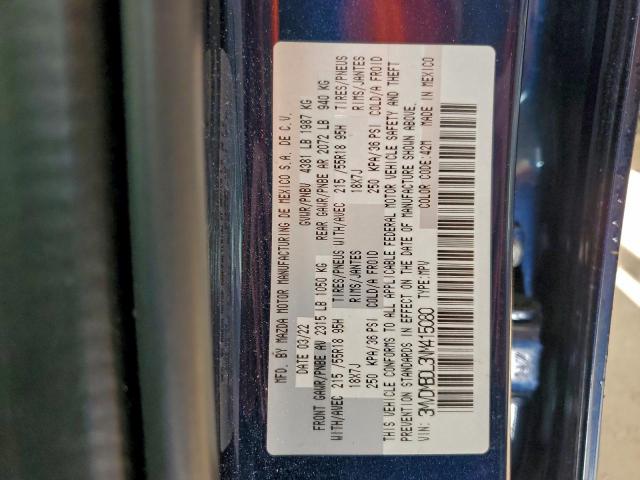 MFD. BY MAZDA MOTOR MANUFACTURING DE MEXICO S.A. DE C.V.
DATE 03/22 GVWR/PNBV 4381 LB 1987 KG
FRONT GAWR/PNBE AV 2315 LB 1050 KG REAR GAWR/PNBE AR 2072 LB 940 KG
WITH/AVEC 215 /55R18 95H TIRES/PNEUS WITH/AVEC 215 /55R18 95H TIRES/PNEUS
18X7J RIMS/JANTES 18X7J RIMS/JANTES
250 KPA/36 PSI COLD/A FROID 250 KPA/36 PSI COLD/A FROID
THIS VEHICLE CONFORMS TO ALL APPLICABLE FEDERAL MOTOR VEHICLE SAFETY AND THEFT
PREVENTION STANDARDS IN EFFECT ON THE DATE OF MANUFACTURE SHOWN ABOVE.
COLOR CODE: 42M MADE IN MEXICO
VIN: 3MVDMBDL3NM415080 TYPE: MPV